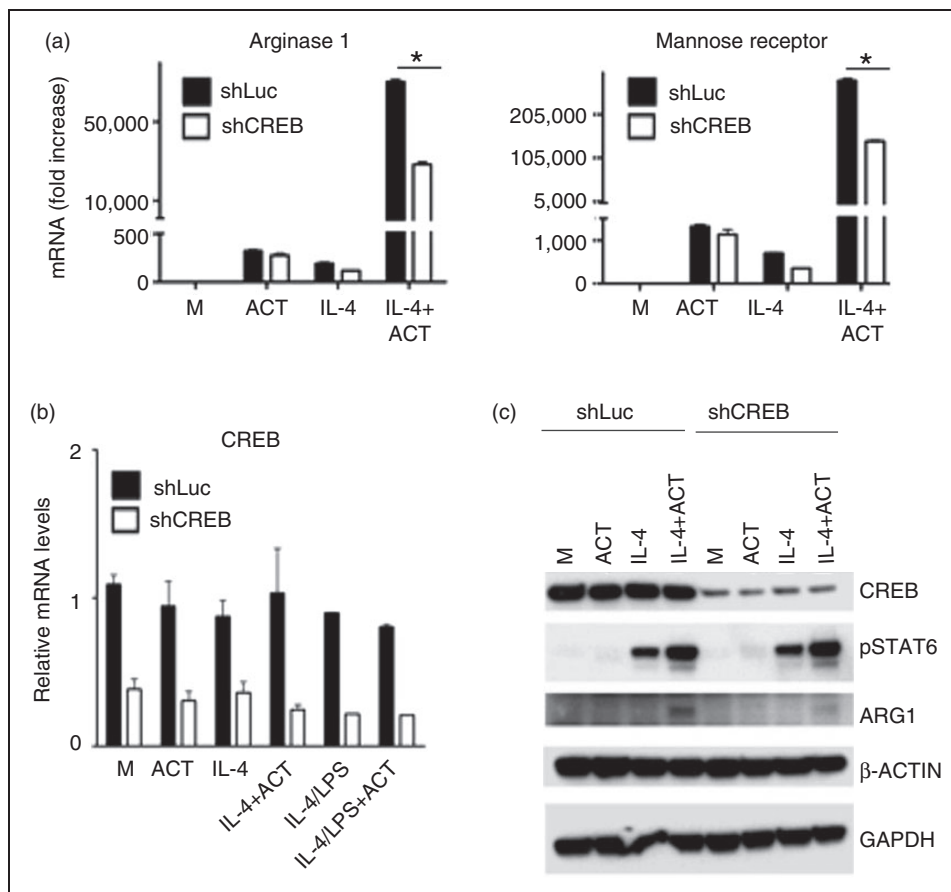 (a)
Arginase 1
mRNA (fold increase)
50,000
10,000
500
0
shLuc
shCREB
*
M
ACT
IL-4
IL-4+
ACT
Mannose receptor
205,000
105,000
5,000
1,000
0
shLuc
shCREB
*
M
ACT
IL-4
IL-4+
ACT
(b)
CREB
Relative mRNA levels
2
1
0
shLuc
shCREB
M
ACT
IL-4
IL-4+ACT
IL-4/LPS
IL-4/LPS+ACT
(c)
shLuc
shCREB
M
ACT
IL-4
IL-4+ACT
M
ACT
IL-4
IL-4+ACT
CREB
pSTAT6
ARG1
β-ACTIN
GAPDH